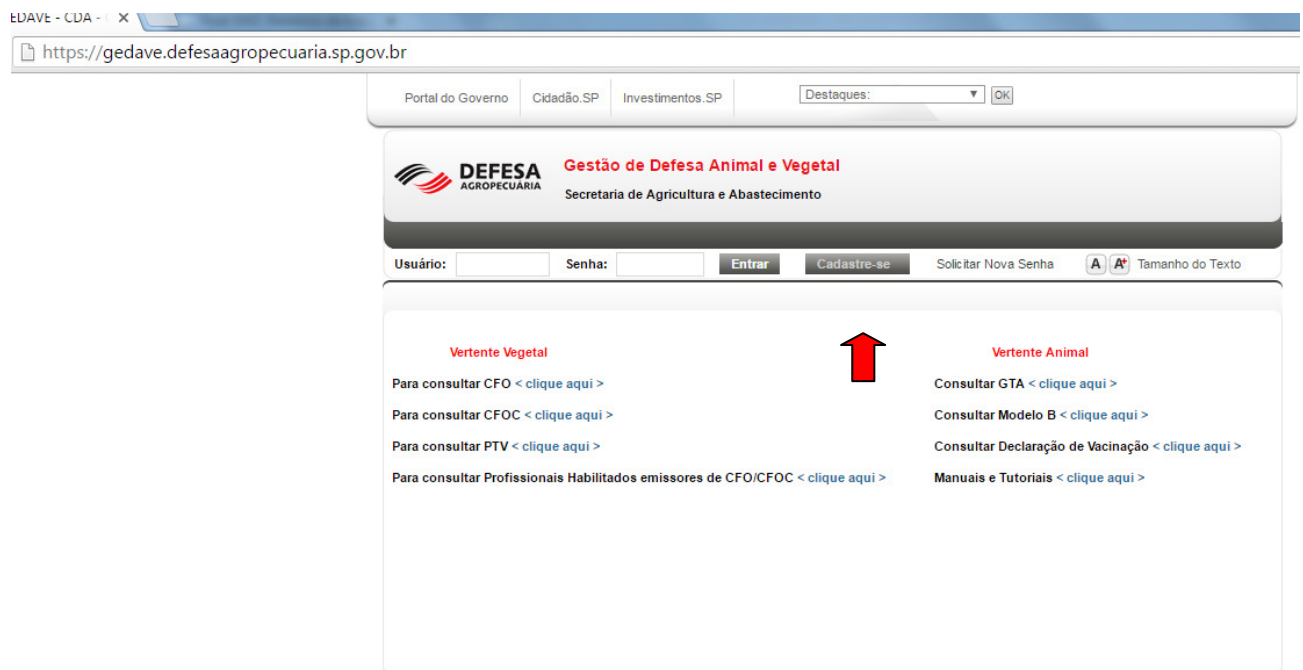 EDAVE - CDA -
https://gedave.defesaagropecuaria.sp.gov.br
Portal do Governo Cidadão.SP Investimentos.SP Destaques: OK
DEFESA
AGROPECUÁRIA
Gestão de Defesa Animal e Vegetal
Secretaria de Agricultura e Abastecimento
Usuário: Senha: Entrar Cadastre-se Solicitar Nova Senha A A+ Tamanho do Texto
Vertente Vegetal
Para consultar CFO < clique aqui >
Para consultar CFOC < clique aqui >
Para consultar PTV < clique aqui >
Para consultar Profissionais Habilitados emissores de CFO/CFOC < clique aqui >
Vertente Animal
Consultar GTA < clique aqui >
Consultar Modelo B < clique aqui >
Consultar Declaração de Vacinação < clique aqui >
Manuais e Tutoriais < clique aqui >